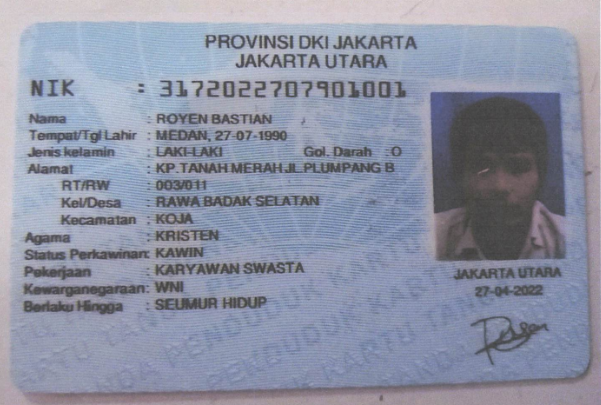 PROVINSI DKI JAKARTA
JAKARTA UTARA
NIK : 3172022707901001
Nama : ROYEN BASTIAN
Tempat/Tgl Lahir : MEDAN, 27-07-1990
Jenis kelamin : LAKI-LAKI Gol. Darah :O
Alamat : KP.TANAH MERAH JL PLUMPANG B
RT/RW : 003/011
Kel/Desa : RAWA BADAK SELATAN
Kecamatan : KOJA
Agama : KRISTEN
Status Perkawinan: KAWIN
Pekerjaan : KARYAWAN SWASTA
Kewarganegaraan: WNI
Berlaku Hingga : SEUMUR HIDUP
JAKARTA UTARA
27-04-2022